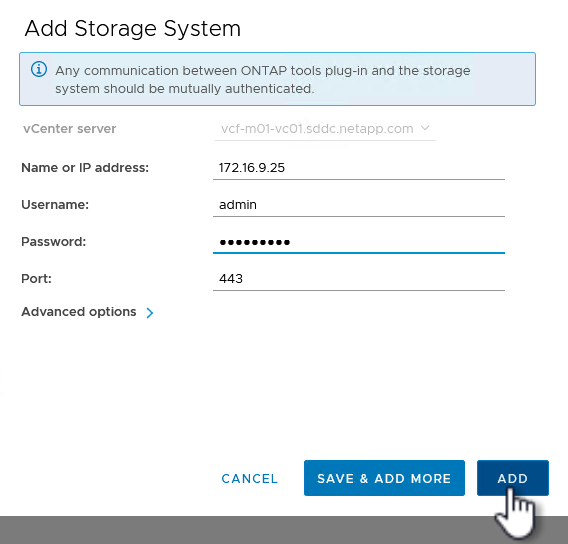 Add Storage System
Any communication between ONTAP tools plug-in and the storage
system should be mutually authenticated.
vCenter server vcf-m01-vc01.sddc.netapp.com
Name or IP address: 172.16.9.25
Username: admin
Password: •••••••••
Port: 443
Advanced options
CANCEL SAVE & ADD MORE ADD